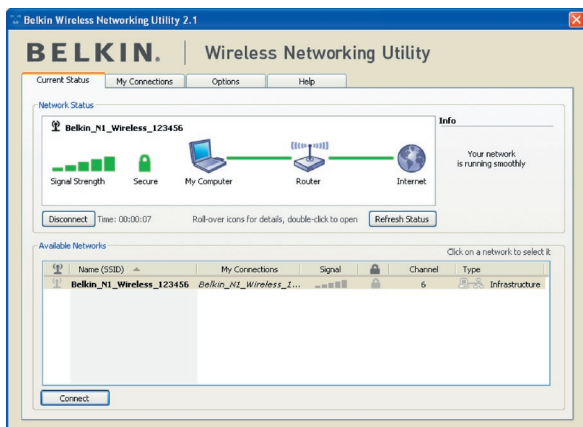 Belkin Wireless Networking Utility 2.1
BELKIN. | Wireless Networking Utility
Current Status My Connections Options Help
Network Status
Info
Belkin_N1_Wireless_123456
Your network
is running smoothly
Signal Strength Secure My Computer Router Internet
Disconnect Time: 00:00:07 Roll-over icons for details, double-click to open Refresh Status
Available Networks
Click on a network to select it
Name (SSID) My Connections Signal Channel Type
Belkin_N1_Wireless_123456 Belkin_N1_Wireless_1... 6 Infrastructure
Connect